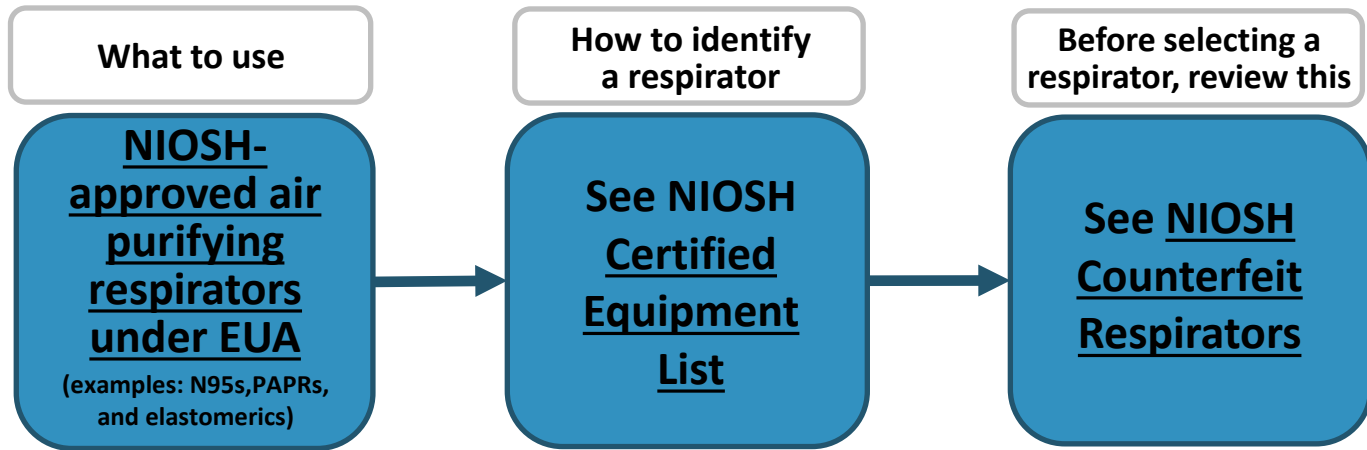 What to use
NIOSH-
approved air
purifying
respirators
under EUA
(examples: N95s,PAPRs,
and elastomerics)
How to identify
a respirator
See NIOSH
Certified
Equipment
List
Before selecting a
respirator, review this
See NIOSH
Counterfeit
Respirators